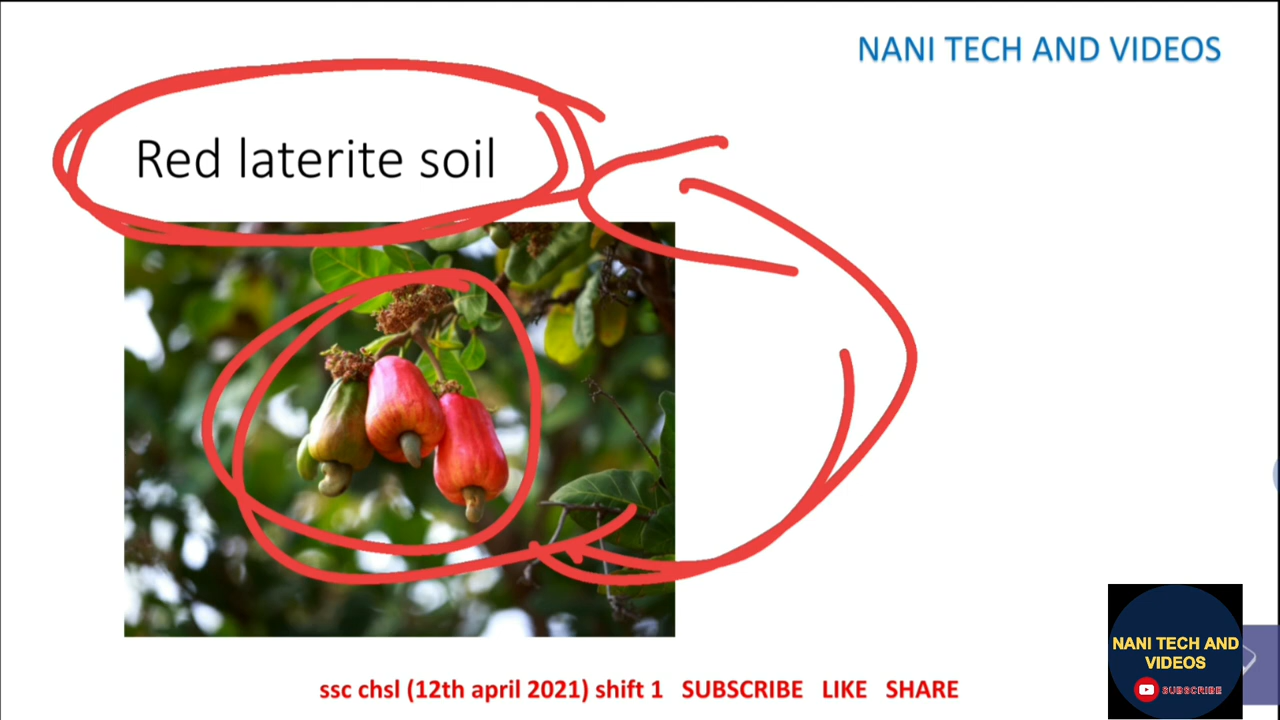 NANI TECH AND VIDEOS
Red laterite soil
NANI TECH AND
VIDEOS
SUBSCRIBE
ssc chsl (12th april 2021) shift 1 SUBSCRIBE LIKE SHARE